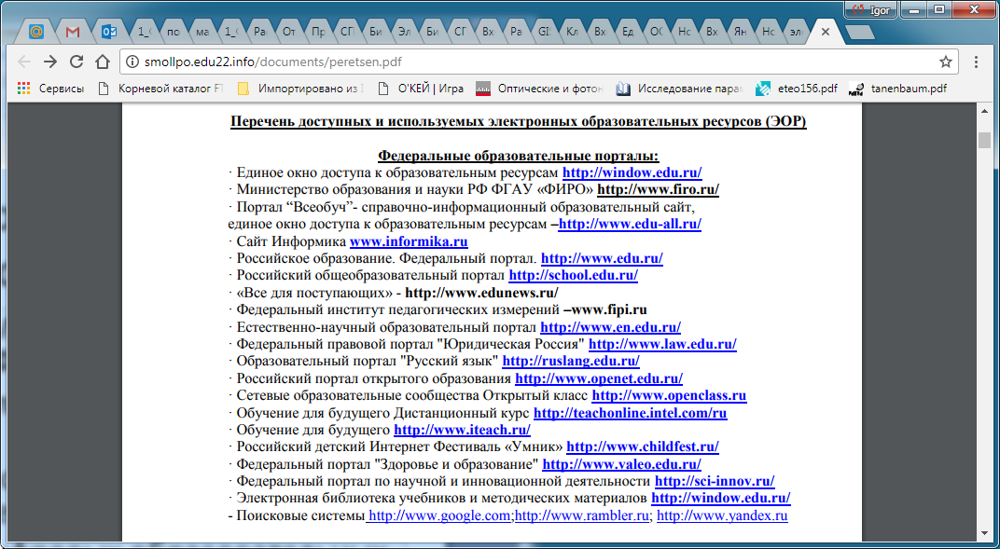 Igor
1_
по
ма
1_
Ра
От
Пр
СП
Би
Эл
Би
СГ
Вх
Ра
GI
Кл
Вх
Ед
Но
Вх
Ян
Но
эл
smollpo.edu22.info/documents/peretsen.pdf
Сервисы Корневой каталог FT Импортировано из О'КЕЙ | Игра Оптические и фотон Исследование пара eteo156.pdf tanenbaum.pdf
Перечень доступных и используемых электронных образовательных ресурсов (ЭОР)
Федеральные образовательные порталы:
· Единое окно доступа к образовательным ресурсам http://window.edu.ru/
· Министерство образования и науки РФ ФГАУ «ФИРО» http://www.firo.ru/
· Портал “Всеобуч”- справочно-информационный образовательный сайт,
единое окно доступа к образовательным ресурсам –http://www.edu-all.ru/
· Сайт Информика www.informika.ru
· Российское образование. Федеральный портал. http://www.edu.ru/
· Российский общеобразовательный портал http://school.edu.ru/
· «Все для поступающих» - http://www.edunews.ru/
· Федеральный институт педагогических измерений –www.fipi.ru
· Естественно-научный образовательный портал http://www.en.edu.ru/
· Федеральный правовой портал "Юридическая Россия" http://www.law.edu.ru/
· Образовательный портал "Русский язык" http://ruslang.edu.ru/
· Российский портал открытого образования http://www.openet.edu.ru/
· Сетевые образовательные сообщества Открытый класс http://www.openclass.ru
· Обучение для будущего Дистанционный курс http://teachonline.intel.com/ru
· Обучение для будущего http://www.iteach.ru/
· Российский детский Интернет Фестиваль «Умник» http://www.childfest.ru/
· Федеральный портал "Здоровье и образование" http://www.valeo.edu.ru/
· Федеральный портал по научной и инновационной деятельности http://sci-innov.ru/
· Электронная библиотека учебников и методических материалов http://window.edu.ru/
- Поисковые системы http://www.google.com;http://www.rambler.ru; http://www.yandex.ru